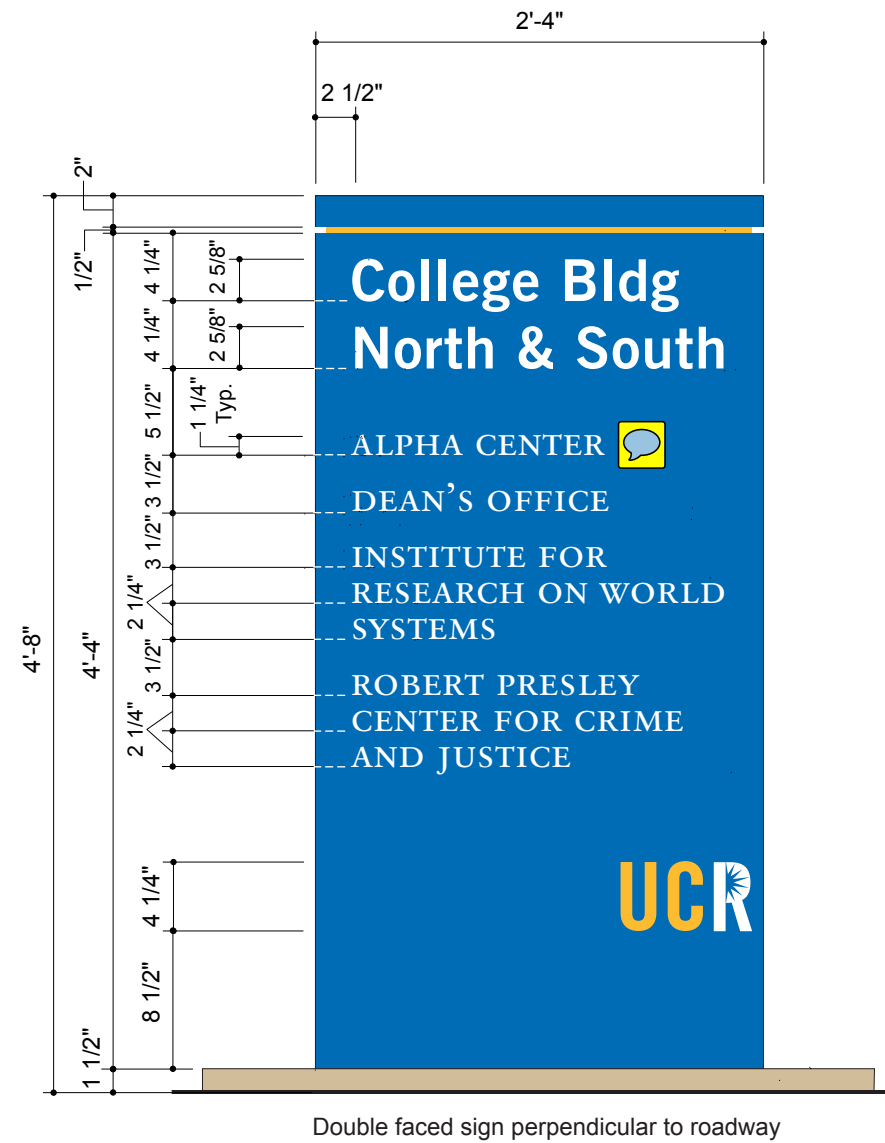 2'-4"
2 1/2"
2"
1/2"
4 1/4"
2 5/8"
4 1/4"
2 5/8"
5 1/2"
1 1/4"
Typ.
3 1/2"
3 1/2"
2 1/4"
3 1/2"
2 1/4"
4'-8"
4'-4"
4 1/4"
8 1/2"
1 1/2"
College Bldg
North & South
ALPHA CENTER
DEAN'S OFFICE
INSTITUTE FOR
RESEARCH ON WORLD
SYSTEMS
ROBERT PRESLEY
CENTER FOR CRIME
AND JUSTICE
UCR
Double faced sign perpendicular to roadway